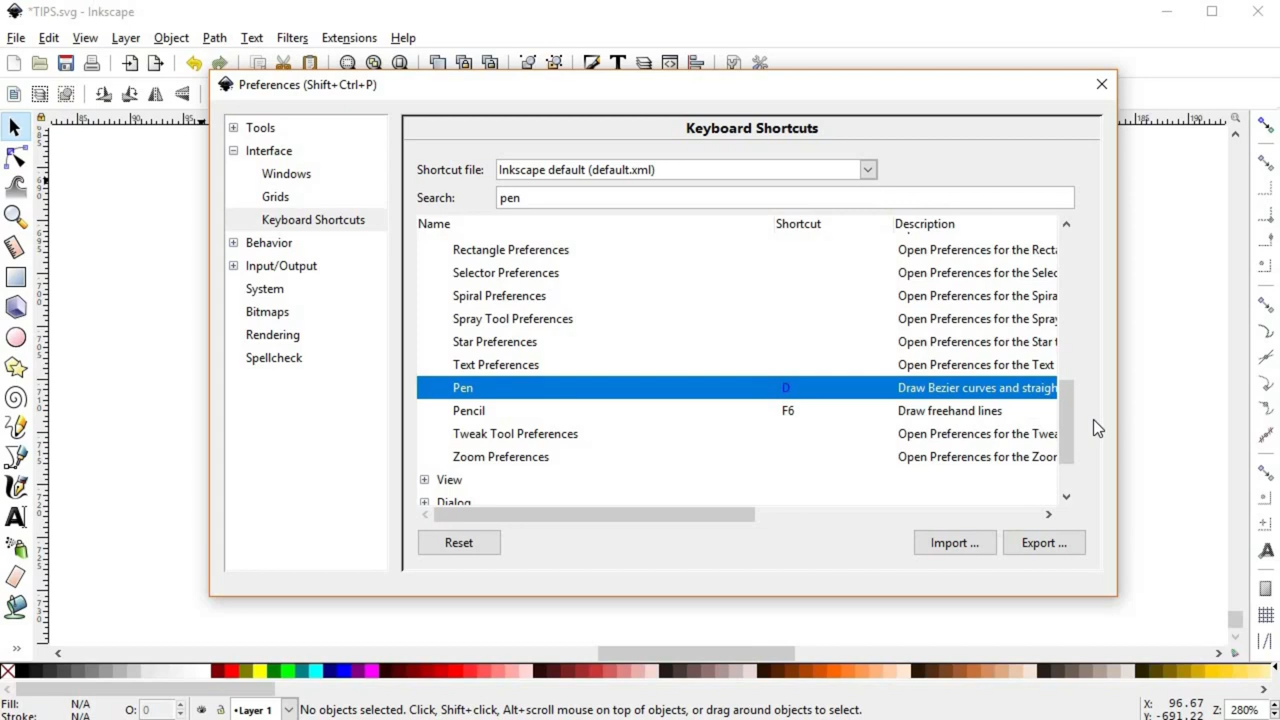 *TIPS.svg - Inkscape
File Edit View Layer Object Path Text Filters Extensions Help
Preferences (Shift+Ctrl+P)
Tools
Interface
Windows
Grids
Keyboard Shortcuts
Behavior
Input/Output
System
Bitmaps
Rendering
Spellcheck
Keyboard Shortcuts
Shortcut file: Inkscape default (default.xml)
Search: pen
Name Shortcut Description
Rectangle Preferences Open Preferences for the Recta
Selector Preferences Open Preferences for the Selec
Spiral Preferences Open Preferences for the Spira
Spray Tool Preferences Open Preferences for the Spray
Star Preferences Open Preferences for the Star t
Text Preferences Open Preferences for the Text
Pen D Draw Bezier curves and straigh
Pencil F6 Draw freehand lines
Tweak Tool Preferences Open Preferences for the Twea
Zoom Preferences Open Preferences for the Zoor
View
Dialog
Reset Import ... Export ...
Fill: N/A O: 0 Layer 1 No objects selected. Click, Shift+click, Alt+scroll mouse on top of objects, or drag around objects to select. X: 96.67 Z: 280%
Stroke: N/A Y: -691.22